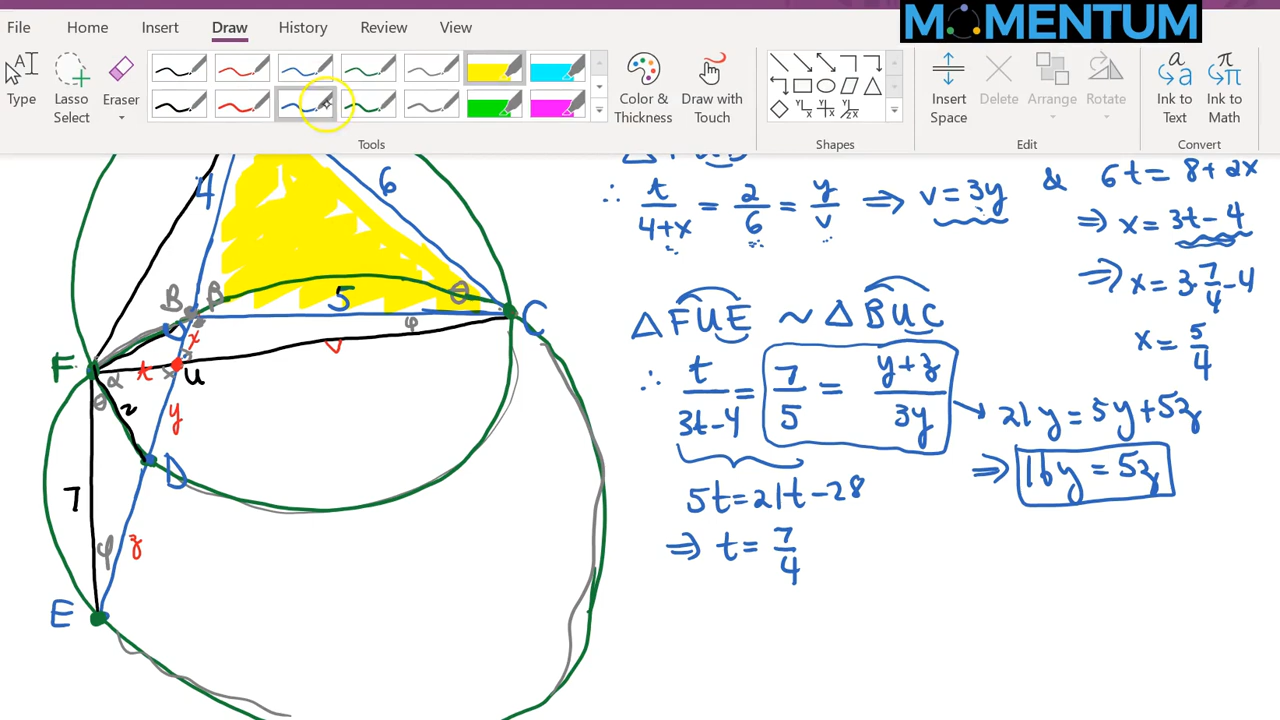 MOMENTUM
File Home Insert Draw History Review View
Type
Lasso Select
Eraser
Color & Thickness
Draw with Touch
Insert Space
Delete
Arrange
Rotate
Ink to Text
Ink to Math
Tools
Shapes
Edit
Convert
4
6
B β
5
θ
C
x
φ
v
F
α
t
x
u
θ
2
y
D
7
φ
z
E
∴ t/(4+x) = 2/6 = y/v ⇒ v = 3y & 6t = 8+2x
⇒ x = 3t-4
⇒ x = 3·7/4-4
x = 5/4
△FUE ~ △BUC
∴ t/(3t-4) = 7/5 = (y+z)/3y → 21y = 5y+5z
⇒ 16y = 5z
5t = 21t-28
⇒ t = 7/4